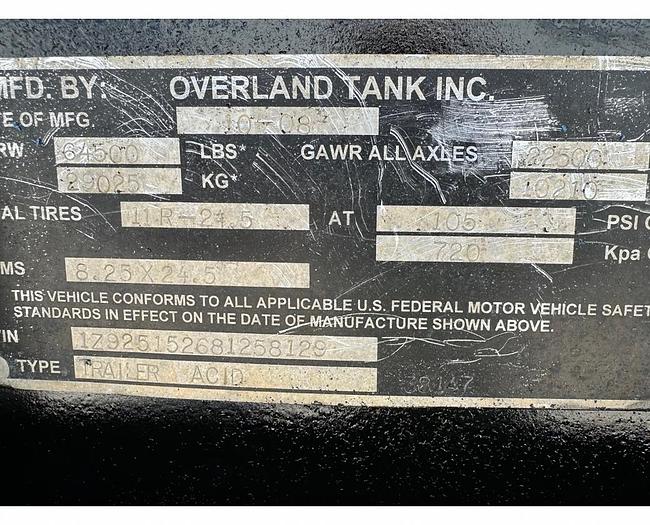 MFD. BY: OVERLAND TANK INC.
TE OF MFG 10-08
RW 64500 LBS* GAWR ALL AXLES 22500
29025 KG* 10210
AL TIRES 11R-24.5 AT 105 PSI
720 Kpa
MS 8.25X24.5
THIS VEHICLE CONFORMS TO ALL APPLICABLE U.S. FEDERAL MOTOR VEHICLE SAFET
STANDARDS IN EFFECT ON THE DATE OF MANUFACTURE SHOWN ABOVE.
IN 17925152681258129
TYPE TRAILER ACID 38147